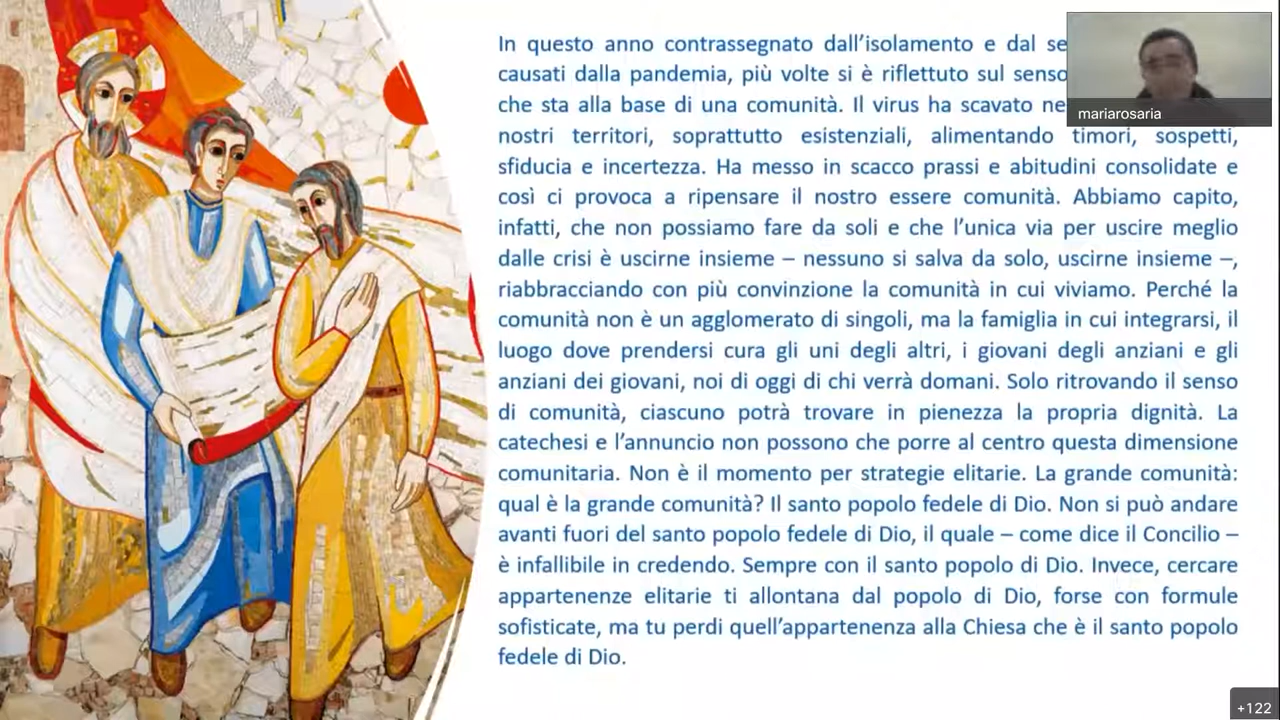 In questo anno contrassegnato dall’isolamento e dal
causati dalla pandemia, più volte si è riflettuto sul senso
che sta alla base di una comunità. Il virus ha scavato
nostri territori, soprattutto esistenziali, alimentando timori, sospetti,
sfiducia e incertezza. Ha messo in scacco prassi e abitudini consolidate e
così ci provoca a ripensare il nostro essere comunità. Abbiamo capito,
infatti, che non possiamo fare da soli e che l’unica via per uscire meglio
dalle crisi è uscirne insieme – nessuno si salva da solo, uscirne insieme –,
riabbracciando con più convinzione la comunità in cui viviamo. Perché la
comunità non è un agglomerato di singoli, ma la famiglia in cui integrarsi, il
luogo dove prendersi cura gli uni degli altri, i giovani degli anziani e gli
anziani dei giovani, noi di oggi di chi verrà domani. Solo ritrovando il senso
di comunità, ciascuno potrà trovare in pienezza la propria dignità. La
catechesi e l’annuncio non possono che porre al centro questa dimensione
comunitaria. Non è il momento per strategie elitarie. La grande comunità:
qual è la grande comunità? Il santo popolo fedele di Dio. Non si può andare
avanti fuori del santo popolo fedele di Dio, il quale – come dice il Concilio –
è infallibile in credendo. Sempre con il santo popolo di Dio. Invece, cercare
appartenenze elitarie ti allontana dal popolo di Dio, forse con formule
sofisticate, ma tu perdi quell’appartenenza alla Chiesa che è il santo popolo
fedele di Dio.
mariarosaria
+122